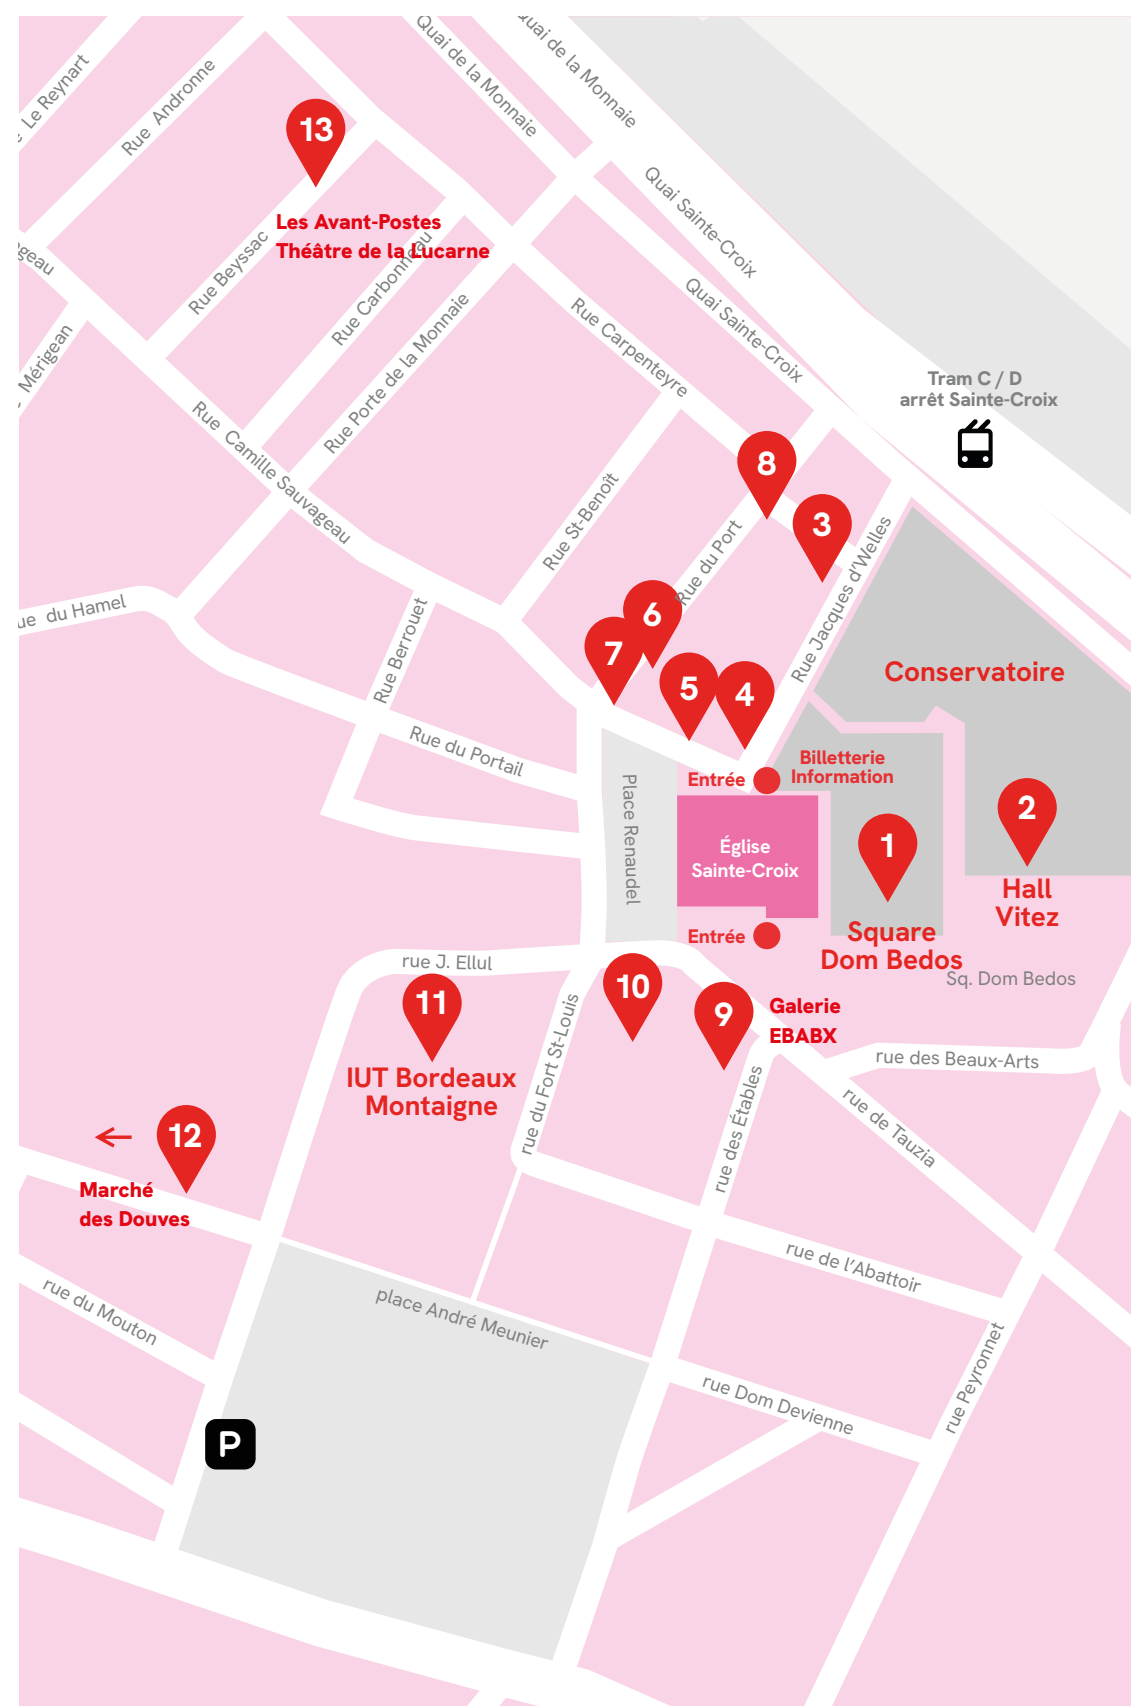 Quai de la Monnaie
Quai de la Monnaie
Le Reynart
Rue Andronne
13
Les Avant-Postes
Théâtre de la Lucarne
Quai Sainte-Croix
Quai Sainte-Croix
Rue Beyssac
Rue Carbonneau
Rue Porte de la Monnaie
Rue Carpenteyre
Mérigean
Tram C / D
arrêt Sainte-Croix
Rue Camille Sauvageau
8
3
Rue St-Benoît
Rue du Port
Rue Jacques d'Welles
du Hamel
Rue Berrouet
6
7
5
4
Conservatoire
Rue du Portail
Place Renaudel
Entrée
Billetterie
Information
Église
Sainte-Croix
1
2
Hall
Vitez
Entrée
Square
Dom Bedos
Sq. Dom Bedos
rue J. Ellul
11
10
9
Galerie
EBABX
IUT Bordeaux
Montaigne
rue du Fort St-Louis
rue des Beaux-Arts
rue des Étables
rue de Tauzia
12
Marché
des Douves
rue de l'Abattoir
rue du Mouton
place André Meunier
rue Dom Devienne
rue Peyronnet
P